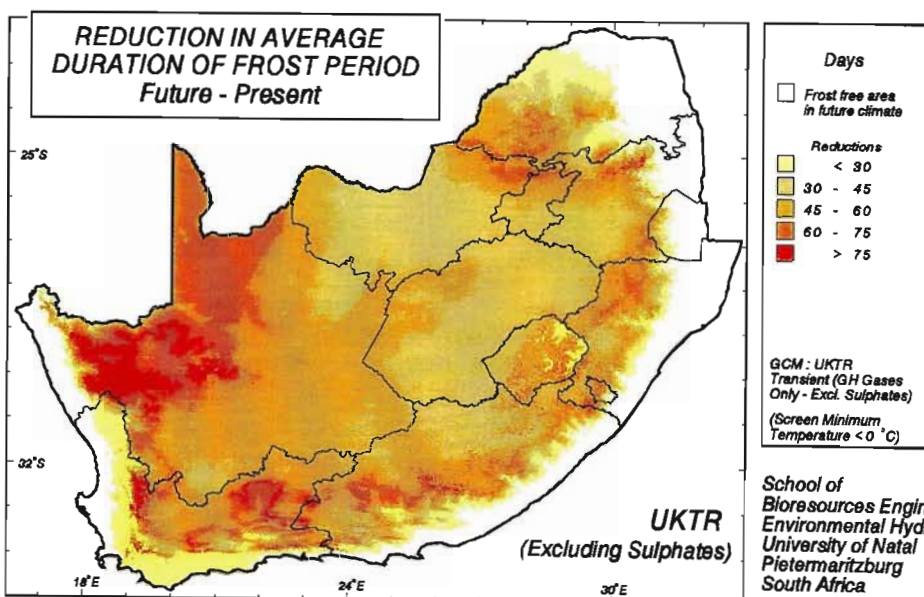 REDUCTION IN AVERAGE
DURATION OF FROST PERIOD
Future - Present
25°S
32°S
18°E
24°E
30°E
UKTR
(Excluding Sulphates)
Days
Frost free area
in future climate
Reductions
< 30
30 - 45
45 - 60
60 - 75
> 75
GCM : UKTR
Transient (GH Gases
Only - Excl. Sulphates)
(Screen Minimum
Temperature < 0 °C)
School of
Bioresources Engin
Environmental Hyd
University of Natal
Pietermaritzburg
South Africa